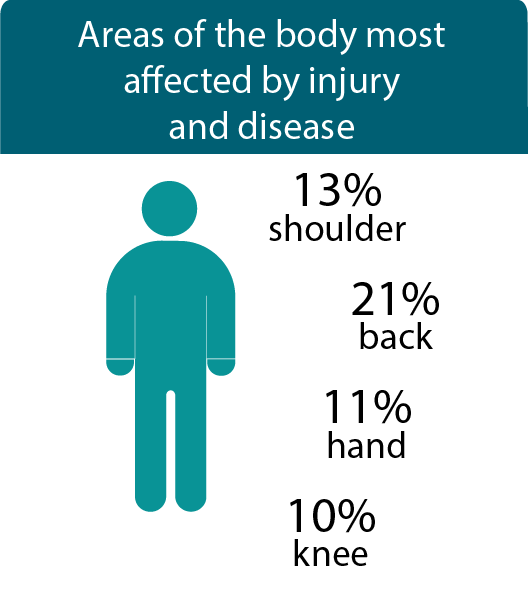 Areas of the body most
affected by injury
and disease
13%
shoulder
21%
back
11%
hand
10%
knee